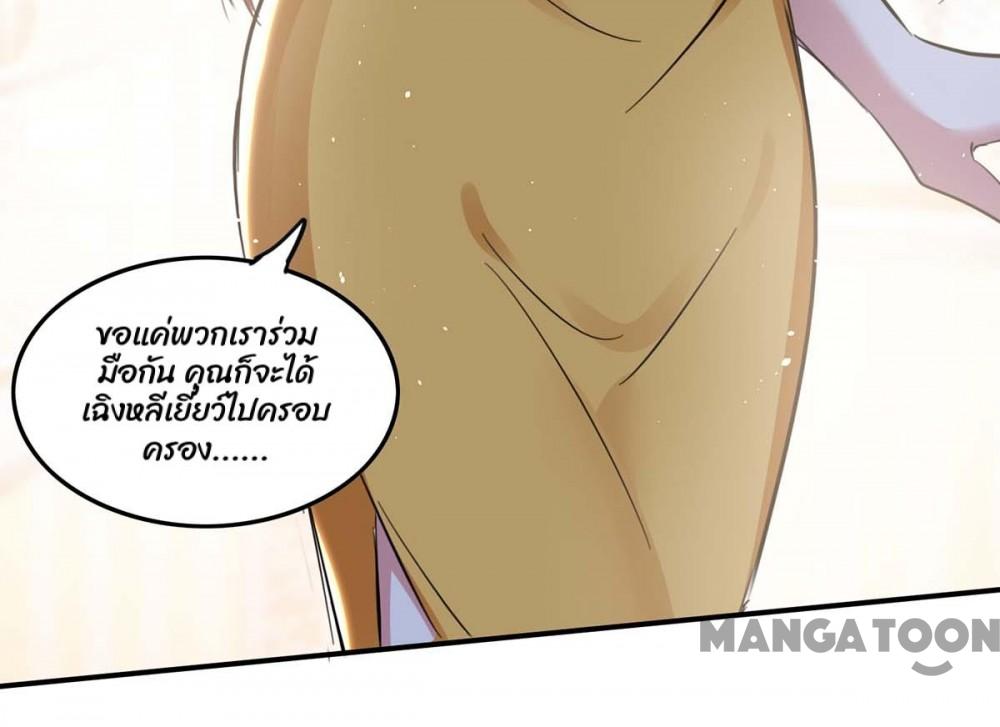 ขอแค่พวกเราร่วม
มือกัน คุณก็จะได้
เฉิงหลีเยี่ยว์ไปครอบ
ครอง......
MANGATOON